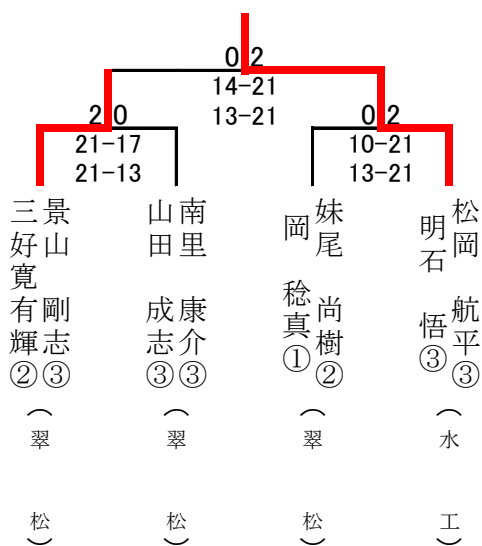 0 2
14-21
13-21
2 0
21-17
21-13
0 2
10-21
13-21
景山 剛志③
三好寛有輝②
（翠 松）
南里 康介③
山田 成志③
（翠 松）
妹尾 尚樹②
岡 稔真①
（翠 松）
松岡 航平③
明石 悟③
（水 工）